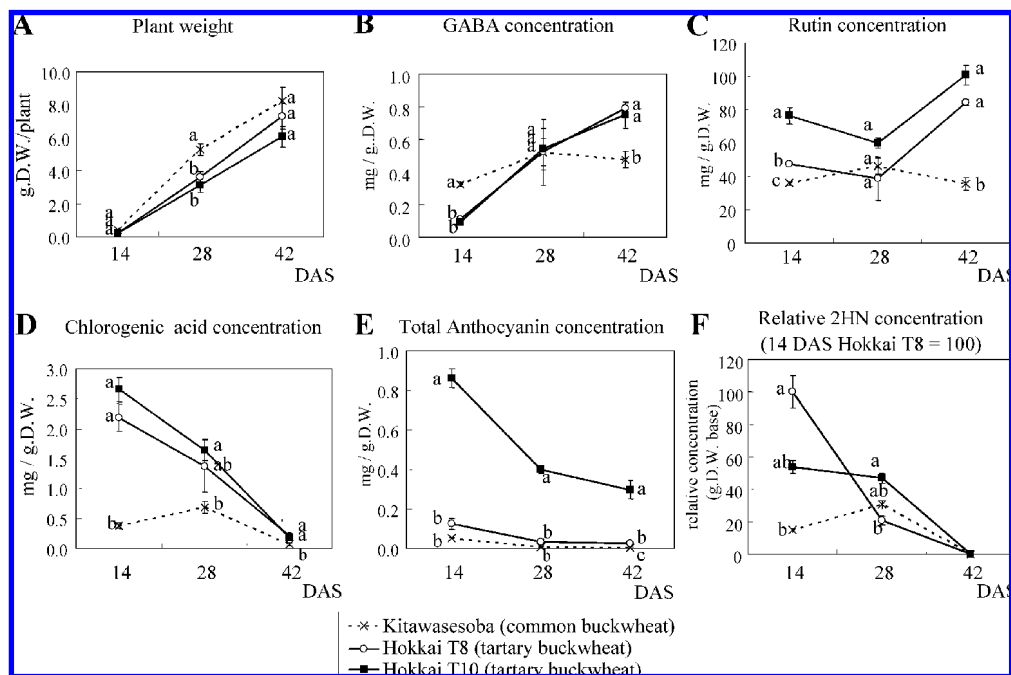 A Plant weight
g.D.W./plant
10.0
8.0
6.0
4.0
2.0
0.0
a
a
a
a
b
b
a
a
a
14 28 42
DAS
B GABA concentration
mg / g..D.W.
1.0
0.8
0.6
0.4
0.2
0.0
a
b
b
a
a
a
a
a
b
14 28 42
DAS
C Rutin concentration
mg / g.D.W.
120
100
80
60
40
20
0
a
b
c
a
a
a
a
a
b
14 28 42
DAS
D Chlorogenic acid concentration
mg / g.D.W.
3.0
2.5
2.0
1.5
1.0
0.5
0.0
a
a
b
a
ab
b
a
a
b
14 28 42
DAS
E Total Anthocyanin concentration
mg / g.D.W.
1.0
0.8
0.6
0.4
0.2
0.0
a
b
b
a
b
b
a
b
c
14 28 42
DAS
F Relative 2HN concentration
(14 DAS Hokkai T8 = 100)
relative concentration
(g.D.W. base)
120
100
80
60
40
20
0
a
ab
b
a
ab
b
14 28 42
DAS
Kitawasesoba (common buckwheat)
Hokkai T8 (tartary buckwheat)
Hokkai T10 (tartary buckwheat)